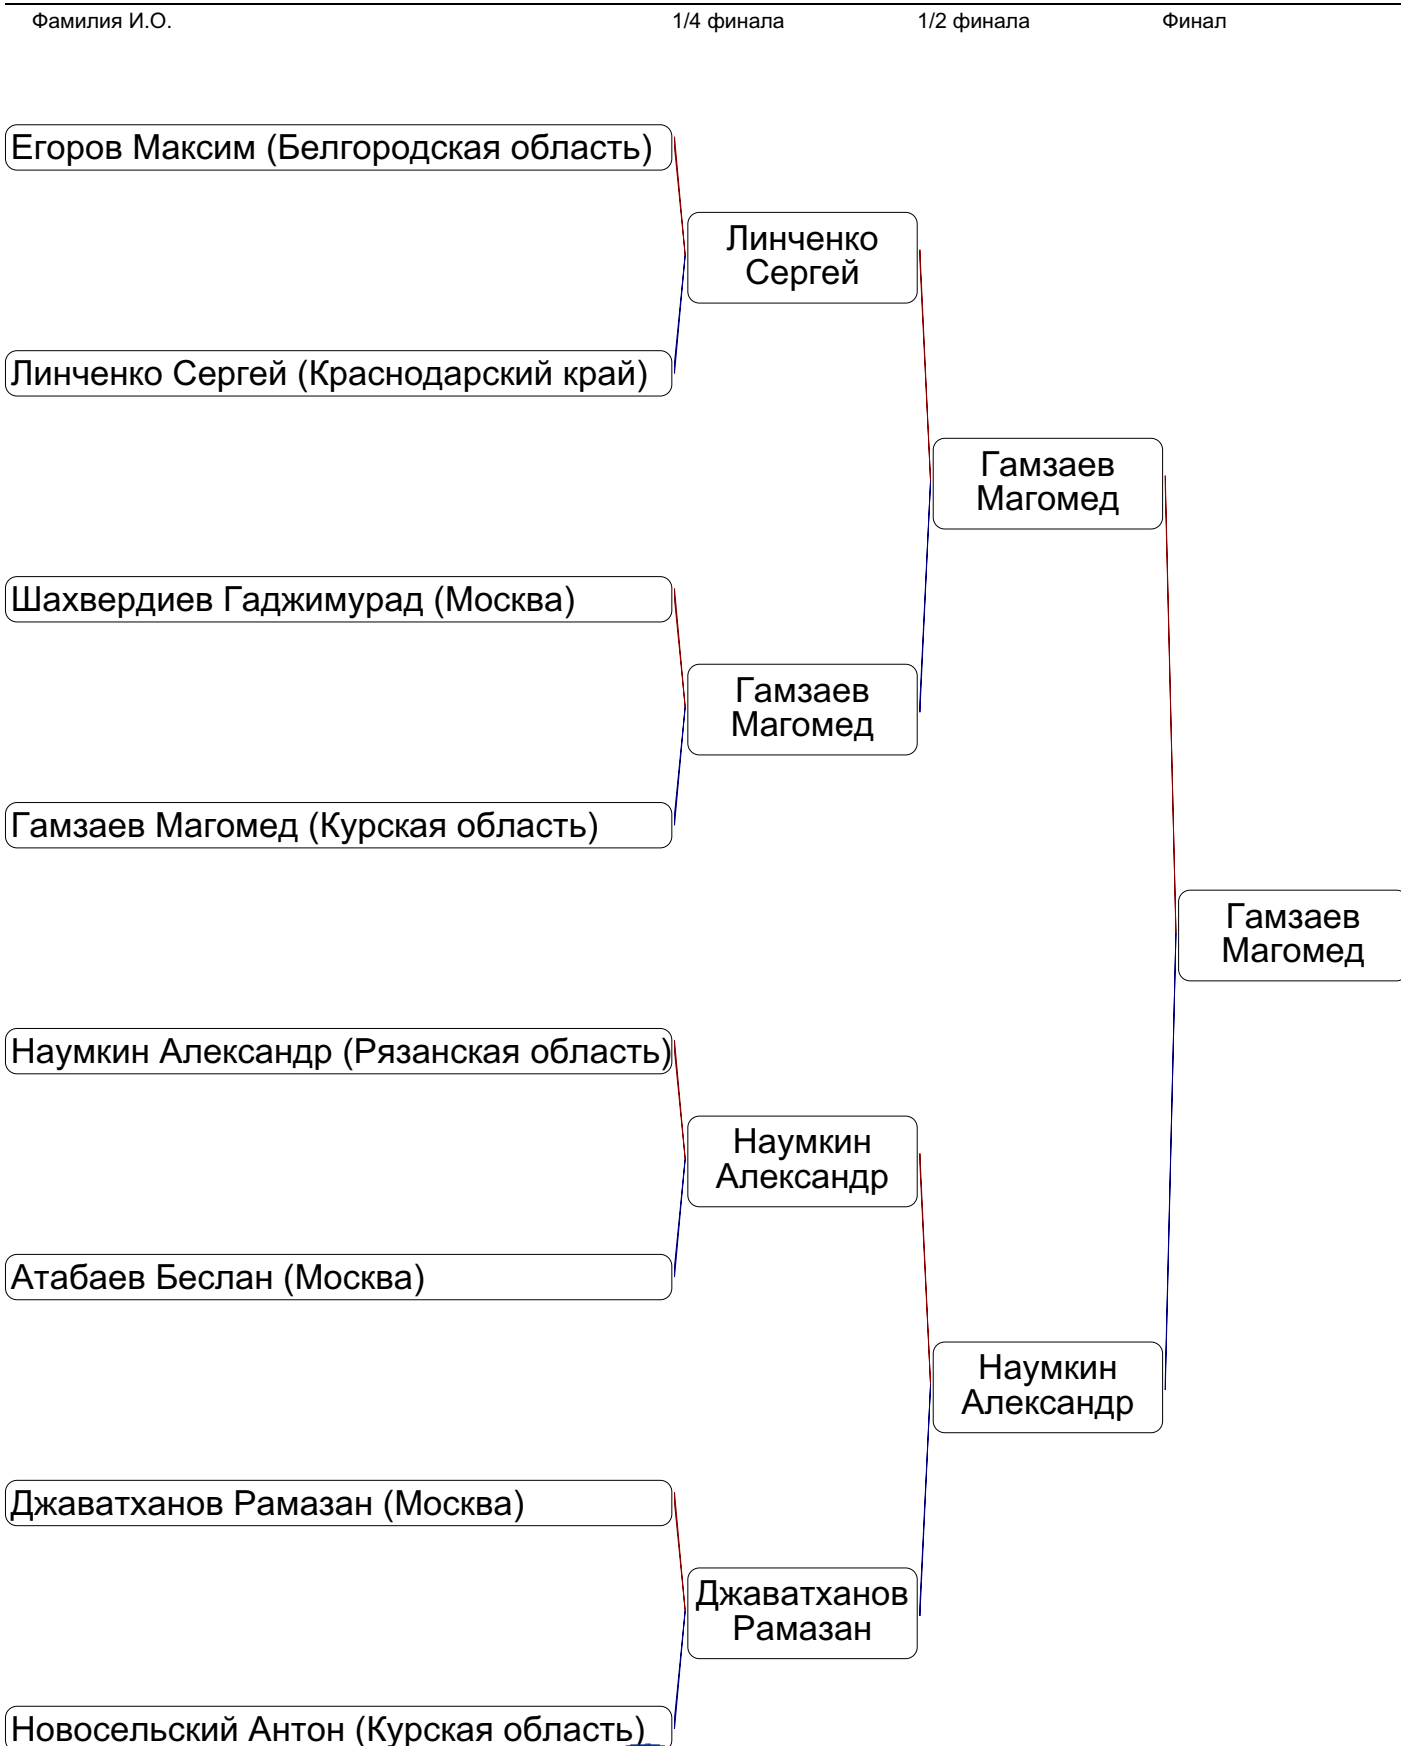 Фамилия И.О. 1/4 финала 1/2 финала Финал
Егоров Максим (Белгородская область)
Линченко
Сергей
Линченко Сергей (Краснодарский край)
Гамзаев
Магомед
Шахвердиев Гаджимурад (Москва)
Гамзаев
Магомед
Гамзаев Магомед (Курская область)
Гамзаев
Магомед
Наумкин Александр (Рязанская область)
Наумкин
Александр
Атабаев Беслан (Москва)
Наумкин
Александр
Джаватханов Рамазан (Москва)
Джаватханов
Рамазан
Новосельский Антон (Курская область)